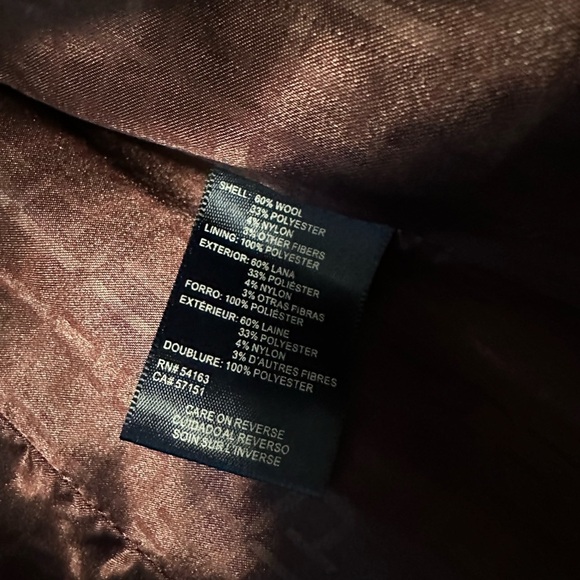 SHELL: 60% WOOL
33% POLYESTER
4% NYLON
3% OTHER FIBERS
LINING: 100% POLYESTER
EXTERIOR: 60% LANA
33% POLIÉSTER
4% NYLON
3% OTRAS FIBRAS
FORRO: 100% POLIÉSTER
EXTÉRIEUR: 60% LAINE
33% POLYESTER
4% NYLON
3% D'AUTRES FIBRES
DOUBLURE: 100% POLYESTER
RN# 54163
CA# 57151
CARE ON REVERSE
CUIDADO AL REVERSO
SOIN SUR L'INVERSE